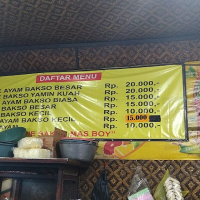 DAFTAR MENU
AYAM BAKSO BESAR Rp. 20.000,-
BAKSO YAMIN KUAH Rp. 20.000,-
AYAM BAKSO BIASA Rp. 15.000,-
BAKSO BESAR Rp. 15.000,-
BAKSO KECIL Rp. 10.000,-
AYAM BAKSO KECIL Rp. 15.000
AYAM Rp. 10.000,-
BOY"